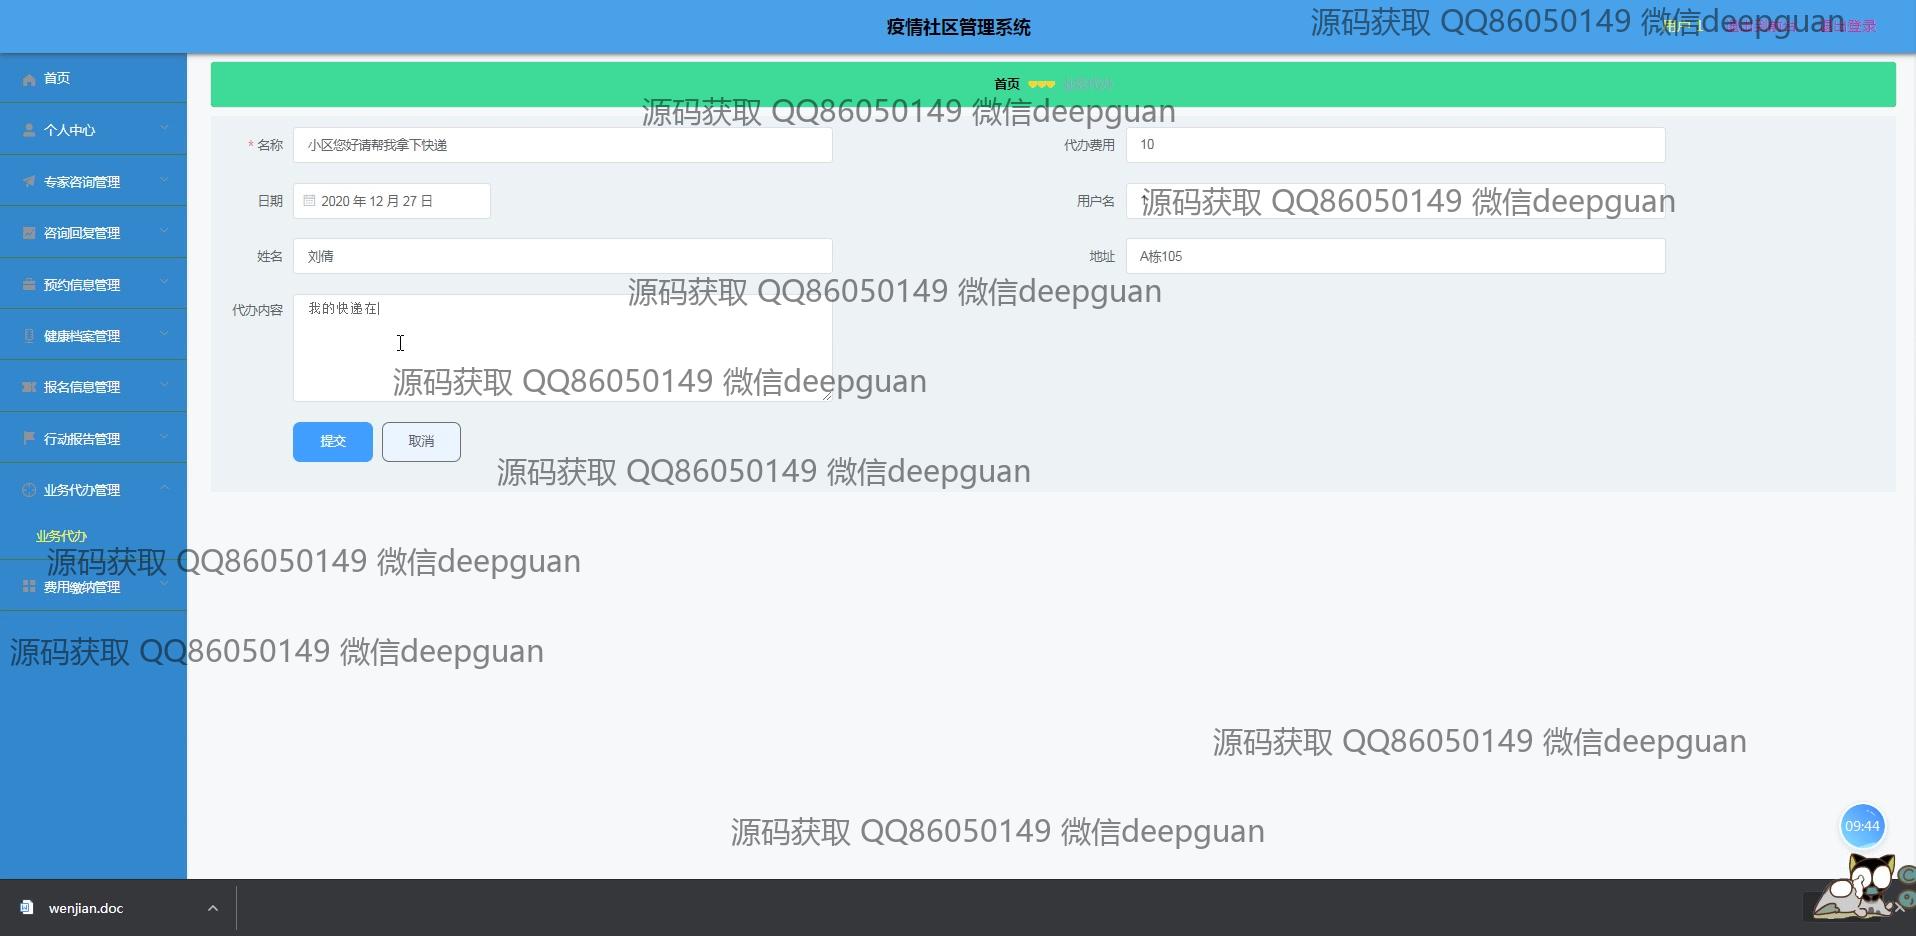 疫情社区管理系统
源码获取 QQ86050149 微信deepguan
用户 1
退出登录
首页
源码获取 QQ86050149 微信deepguan
首页
个人中心
专家咨询管理
咨询回复管理
预约信息管理
健康档案管理
报名信息管理
行动报告管理
业务代办管理
业务代办
费用缴纳管理
* 名称
小区您好请帮我拿下快递
代办费用
10
日期
2020 年 12 月 27 日
用户名
源码获取 QQ86050149 微信deepguan
姓名
刘倩
地址
A栋105
源码获取 QQ86050149 微信deepguan
代办内容
我的快递在
源码获取 QQ86050149 微信deepguan
提交
取消
源码获取 QQ86050149 微信deepguan
源码获取 QQ86050149 微信deepguan
源码获取 QQ86050149 微信deepguan
源码获取 QQ86050149 微信deepguan
源码获取 QQ86050149 微信deepguan
09:44
wenjian.doc